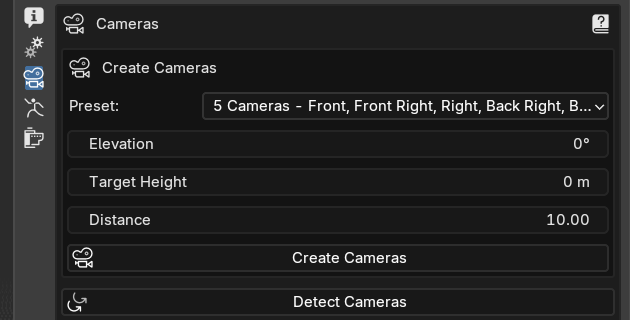 Cameras
Create Cameras
Preset: 5 Cameras - Front, Front Right, Right, Back Right, B...
Elevation 0°
Target Height 0 m
Distance 10.00
Create Cameras
Detect Cameras